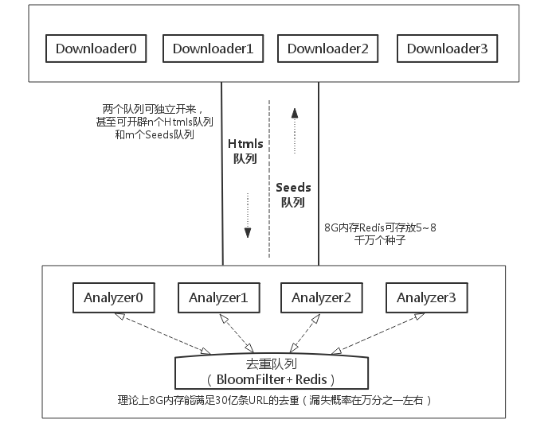 Downloader0 Downloader1 Downloader2 Downloader3
两个队列可独立开来，
甚至可开辟n个Htmls队列
和m个Seeds队列
Htmls
队列
Seeds
队列
8G内存Redis可存放5~8
千万个种子
Analyzer0 Analyzer1 Analyzer2 Analyzer3
去重队列
（BloomFilter+ Redis）
理论上8G内存能满足30亿条URL的去重（漏失概率在万分之一左右）